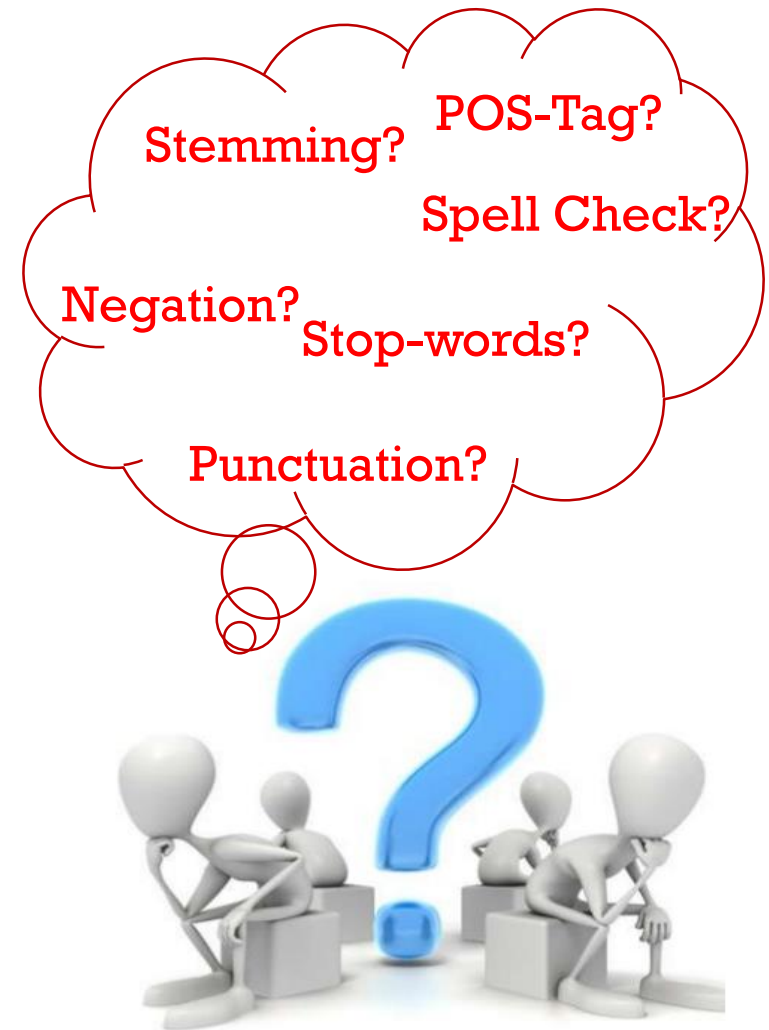 POS-Tag?
Stemming?
Spell Check?
Negation?
Stop-words?
Punctuation?